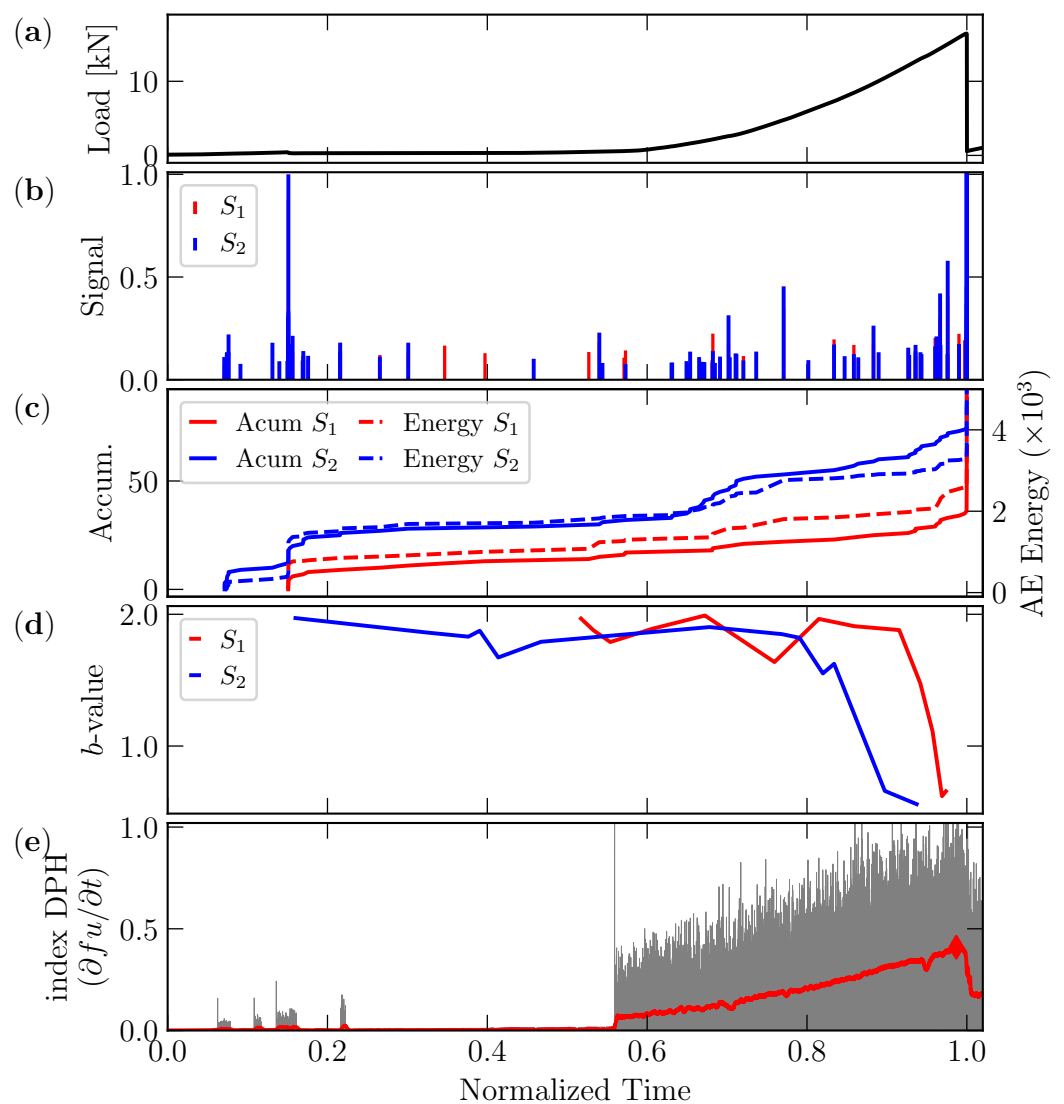 (a)
Load [kN]
10
0
(b)
Signal
1.0
0.5
0.0
S₁
S₂
(c)
Accum.
50
0
Acum S₁
Energy S₁
Acum S₂
Energy S₂
4
2
0
AE Energy (×10³)
(d)
b-value
2.0
1.0
S₁
S₂
(e)
index DPH
(∂fu/∂t)
1.0
0.5
0.0
0.0 0.2 0.4 0.6 0.8 1.0
Normalized Time